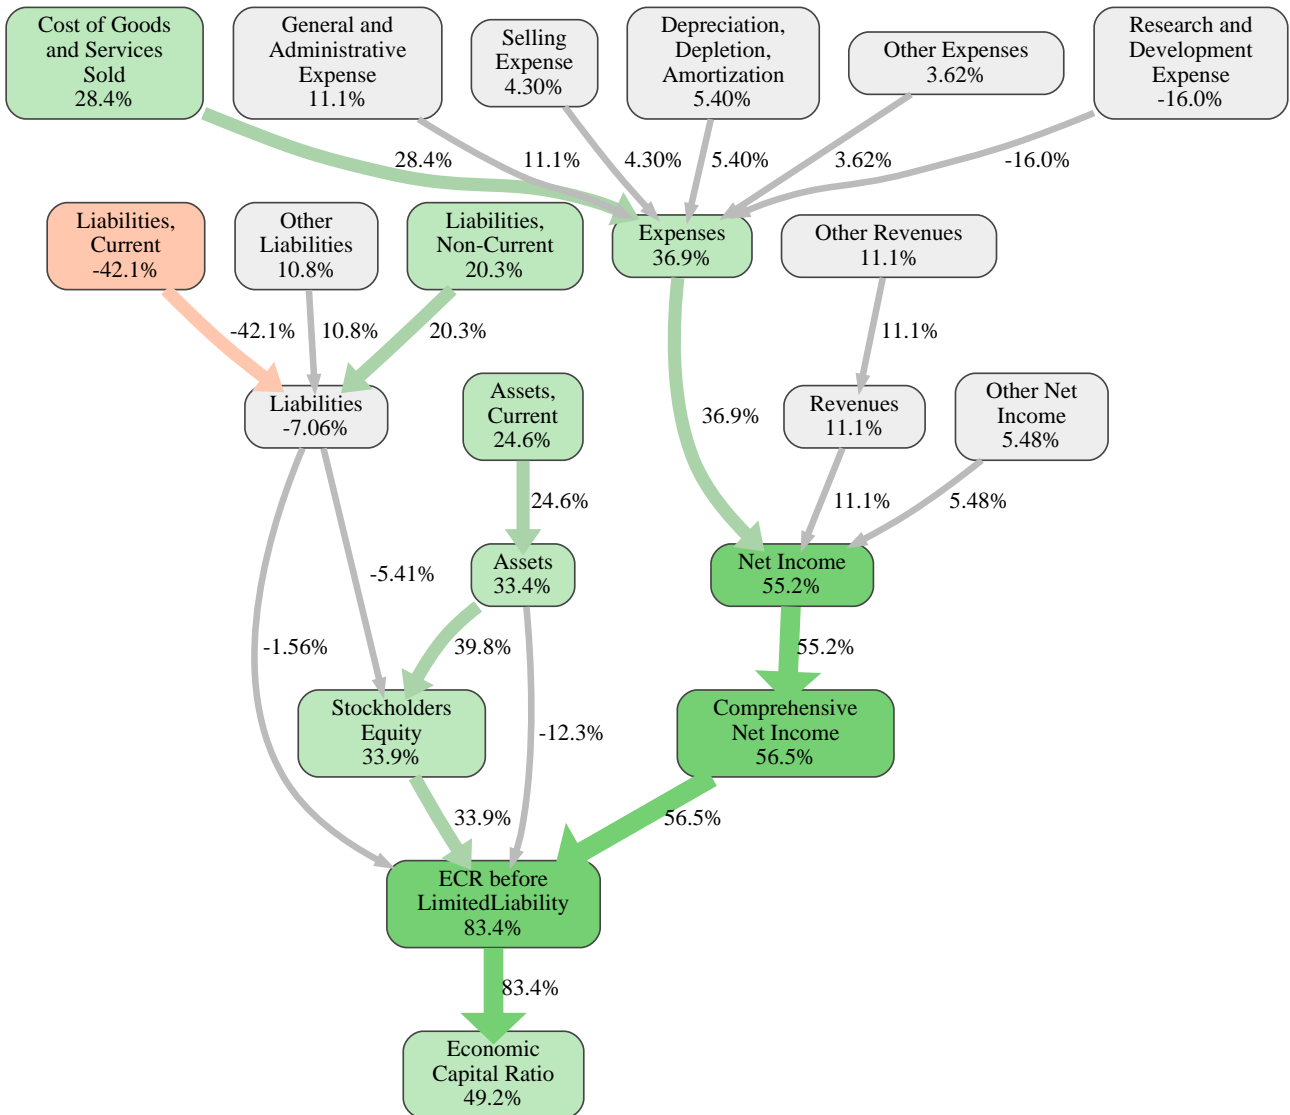 Cost of Goods
and Services
Sold
28.4%
General and
Administrative
Expense
11.1%
Selling
Expense
4.30%
Depreciation,
Depletion,
Amortization
5.40%
Other Expenses
3.62%
Research and
Development
Expense
-16.0%
28.4%
11.1%
4.30%
5.40%
3.62%
-16.0%
Liabilities,
Current
-42.1%
Other
Liabilities
10.8%
Liabilities,
Non-Current
20.3%
Expenses
36.9%
Other Revenues
11.1%
-42.1%
10.8%
20.3%
11.1%
Liabilities
-7.06%
Assets,
Current
24.6%
36.9%
Revenues
11.1%
Other Net
Income
5.48%
24.6%
11.1%
5.48%
Assets
33.4%
Net Income
55.2%
-5.41%
-1.56%
39.8%
55.2%
Stockholders
Equity
33.9%
-12.3%
Comprehensive
Net Income
56.5%
33.9%
56.5%
ECR before
LimitedLiability
83.4%
83.4%
Economic
Capital Ratio
49.2%